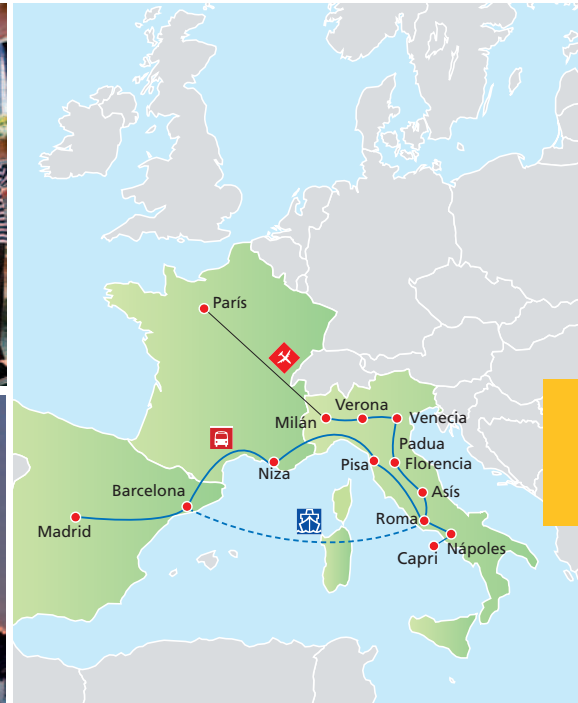 París
Verona
Milán
Venecia
Padua
Pisa
Florencia
Niza
Barcelona
Asís
Madrid
Roma
Nápoles
Capri